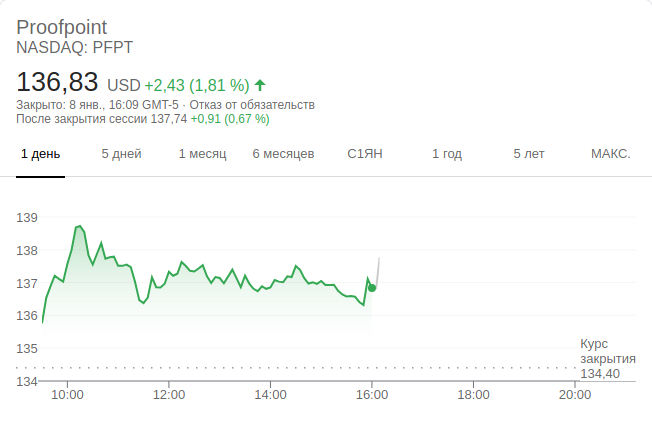 Proofpoint
NASDAQ: PFPT
136,83 USD +2,43 (1,81 %)
Закрыто: 8 янв., 16:09 GMT-5 · Отказ от обязательств
После закрытия сессии 137,74 +0,91 (0,67 %)
1 день 5 дней 1 месяц 6 месяцев С1ЯН 1 год 5 лет МАКС.
139
138
137
136
135
134
Курс
закрытия
134,40
10:00 12:00 14:00 16:00 18:00 20:00